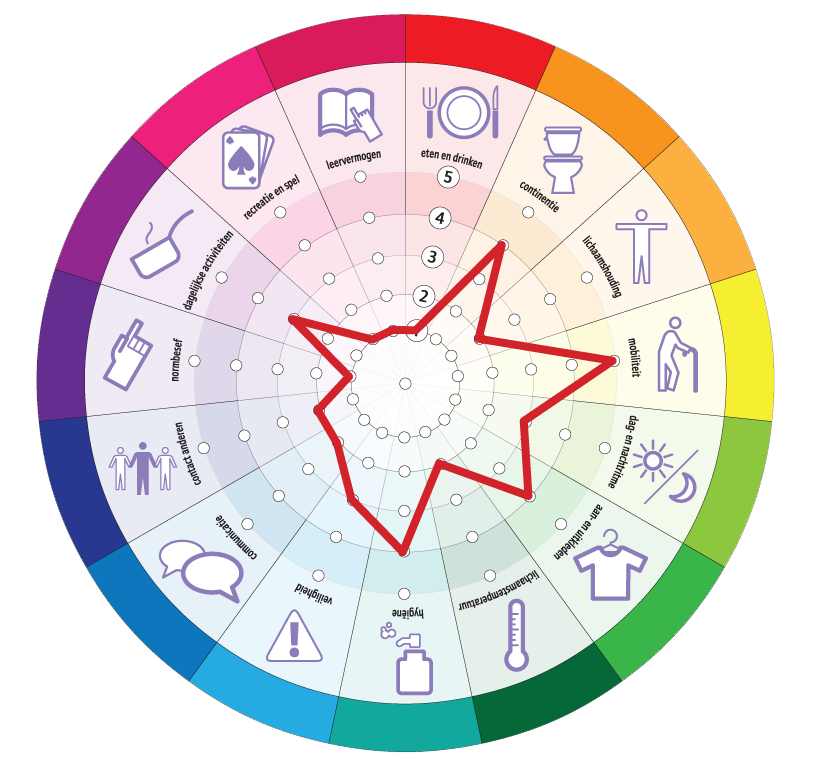 eten en drinken
continentie
lichaamshouding
mobiliteit
dag- en nachtritme
aan- en uitkleden
lichaamstemperatuur
hygiëne
veiligheid
communicatie
contact anderen
normbesef
dagelijkse activiteiten
recreatie en spel
leervermogen
5
4
3
2